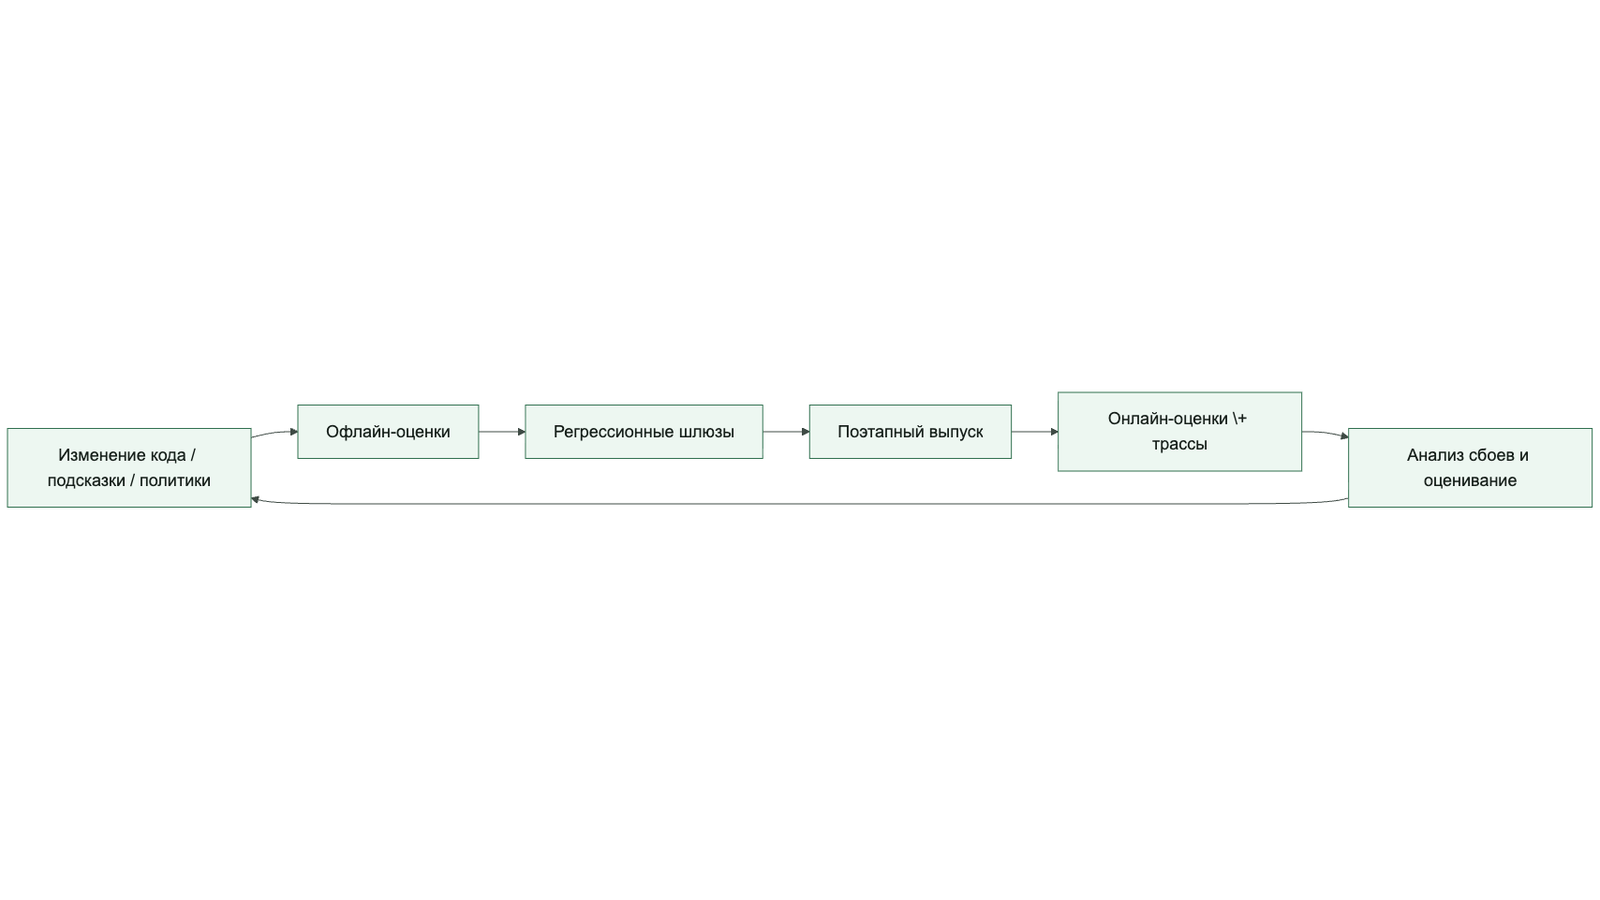 Изменение кода /
подсказки / политики
Офлайн-оценки
Регрессионные шлюзы
Поэтапный выпуск
Онлайн-оценки \+
трассы
Анализ сбоев и
оценивание